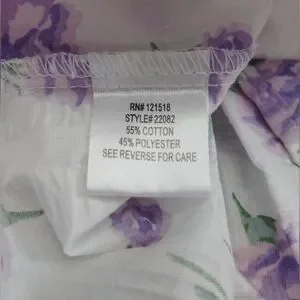 RN# 121518
STYLE# 22082
55% COTTON
45% POLYESTER
SEE REVERSE FOR CARE